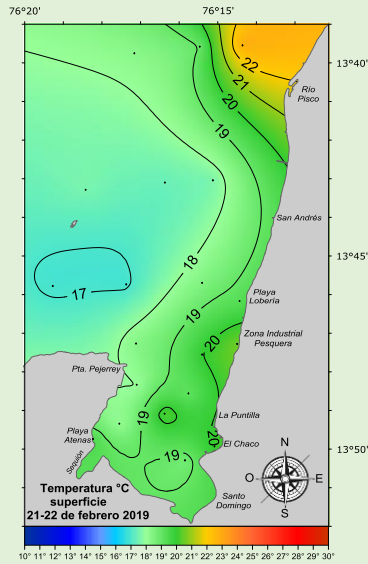 76°20'
76°15'
13°40'
22
21
20
19
Río
Pisco
San Andrés
18
13°45'
17
Playa
Lobería
19
20
Zona Industrial
Pesquera
Pta. Pejerrey
19
La Puntilla
Playa
Atenas
20
El Chaco
13°50'
19
Sequión
N
O
E
S
Santo
Domingo
Temperatura °C
superficie
21-22 de febrero 2019
10° 11° 12° 13° 14° 15° 16° 17° 18° 19° 20° 21° 22° 23° 24° 25° 26° 27° 28° 29° 30°